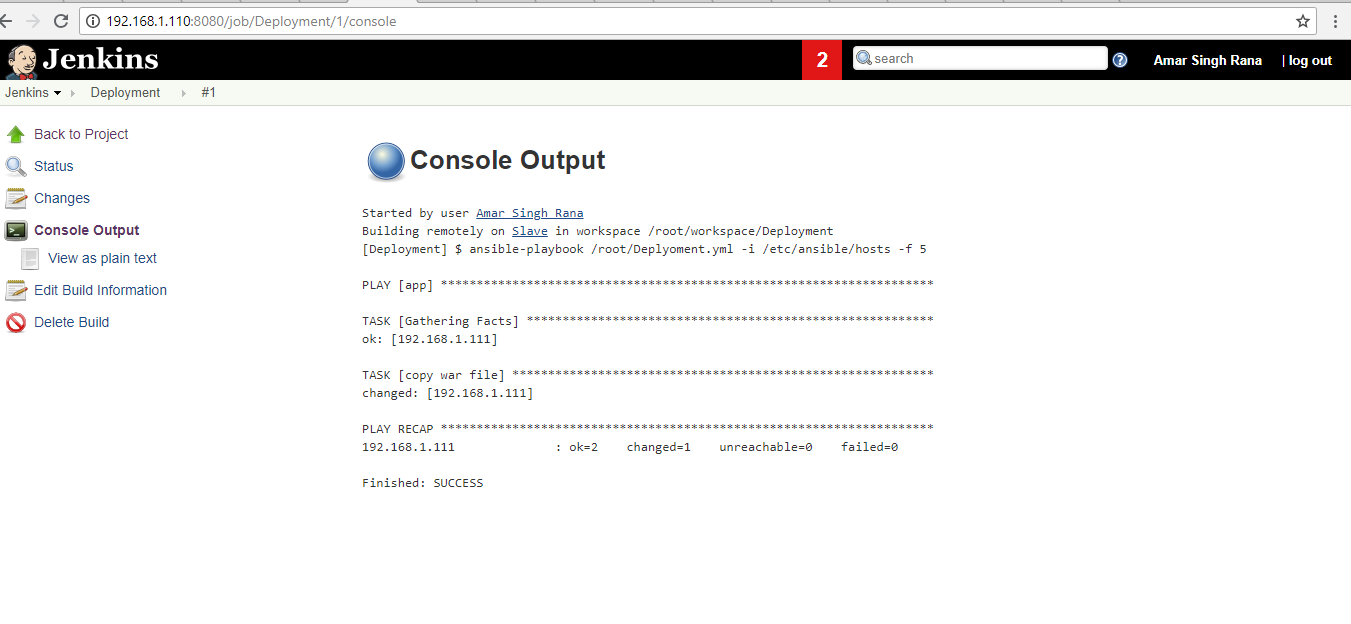 192.168.1.110:8080/job/Deployment/1/console
Jenkins
2
search
Amar Singh Rana
| log out
Jenkins
Deployment
#1
Back to Project
Status
Changes
Console Output
View as plain text
Edit Build Information
Delete Build
Console Output
Started by user Amar Singh Rana
Building remotely on Slave in workspace /root/workspace/Deployment
[Deployment] $ ansible-playbook /root/Deplyoment.yml -i /etc/ansible/hosts -f 5
PLAY [app] *********************************************************************
TASK [Gathering Facts] *********************************************************
ok: [192.168.1.111]
TASK [copy war file] ***********************************************************
changed: [192.168.1.111]
PLAY RECAP *********************************************************************
192.168.1.111              : ok=2    changed=1    unreachable=0    failed=0
Finished: SUCCESS